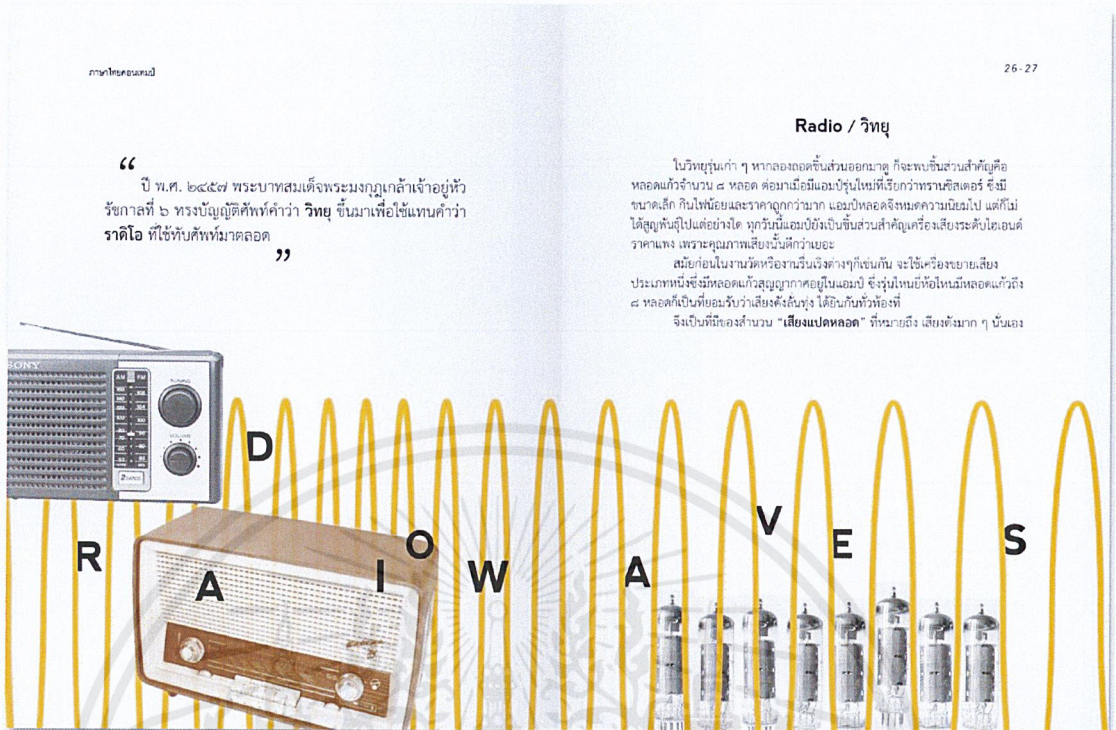 ภาษาไทยคอนเทมป์
26-27
“
ปี พ.ศ. ๒๔๕๗ พระบาทสมเด็จพระมงกุฎเกล้าเจ้าอยู่หัว
รัชกาลที่ ๖ ทรงบัญญัติศัพท์คำว่า วิทยุ ขึ้นมาเพื่อใช้แทนคำว่า
ราดิโอ ที่ใช้ทับศัพท์มาตลอด
”
Radio / วิทยุ
ในวิทยุรุ่นเก่า ๆ หากลองถอดชิ้นส่วนออกมาดู ก็จะพบชิ้นส่วนสำคัญคือ
หลอดแก้วจำนวน ๘ หลอด ต่อมาเมื่อมีแอมป์รุ่นใหม่ที่เรียกว่าทรานซิสเตอร์ ซึ่งมี
ขนาดเล็ก กินไฟน้อยและราคาถูกกว่ามาก แอมป์หลอดจึงหมดความนิยมไป แต่ก็ไม่
ได้สูญพันธุ์ไปแต่อย่างใด ทุกวันนี้แอมป์ยังเป็นชิ้นส่วนสำคัญเครื่องเสียงระดับไฮเอนด์
ราคาแพง เพราะคุณภาพเสียงนั้นดีกว่าเยอะ
สมัยก่อนในงานวัดหรืองานรื่นเริงต่างๆก็เช่นกัน จะใช้เครื่องขยายเสียง
ประเภทหนึ่งซึ่งมีหลอดแก้วสุญญากาศอยู่ในแอมป์ ซึ่งรุ่นไหนยี่ห้อไหนมีหลอดแก้วถึง
๘ หลอดก็เป็นที่ยอมรับว่าเสียงดังลั่นทุ่ง ได้ยินกันทั่วท้องที่
จึงเป็นที่มีของสำนวน “เสียงแปดหลอด” ที่หมายถึง เสียงดังมาก ๆ นั่นเอง
SONY
AM FM
TUNING
VOLUME
2 BANDS
R A D I O W A V E S